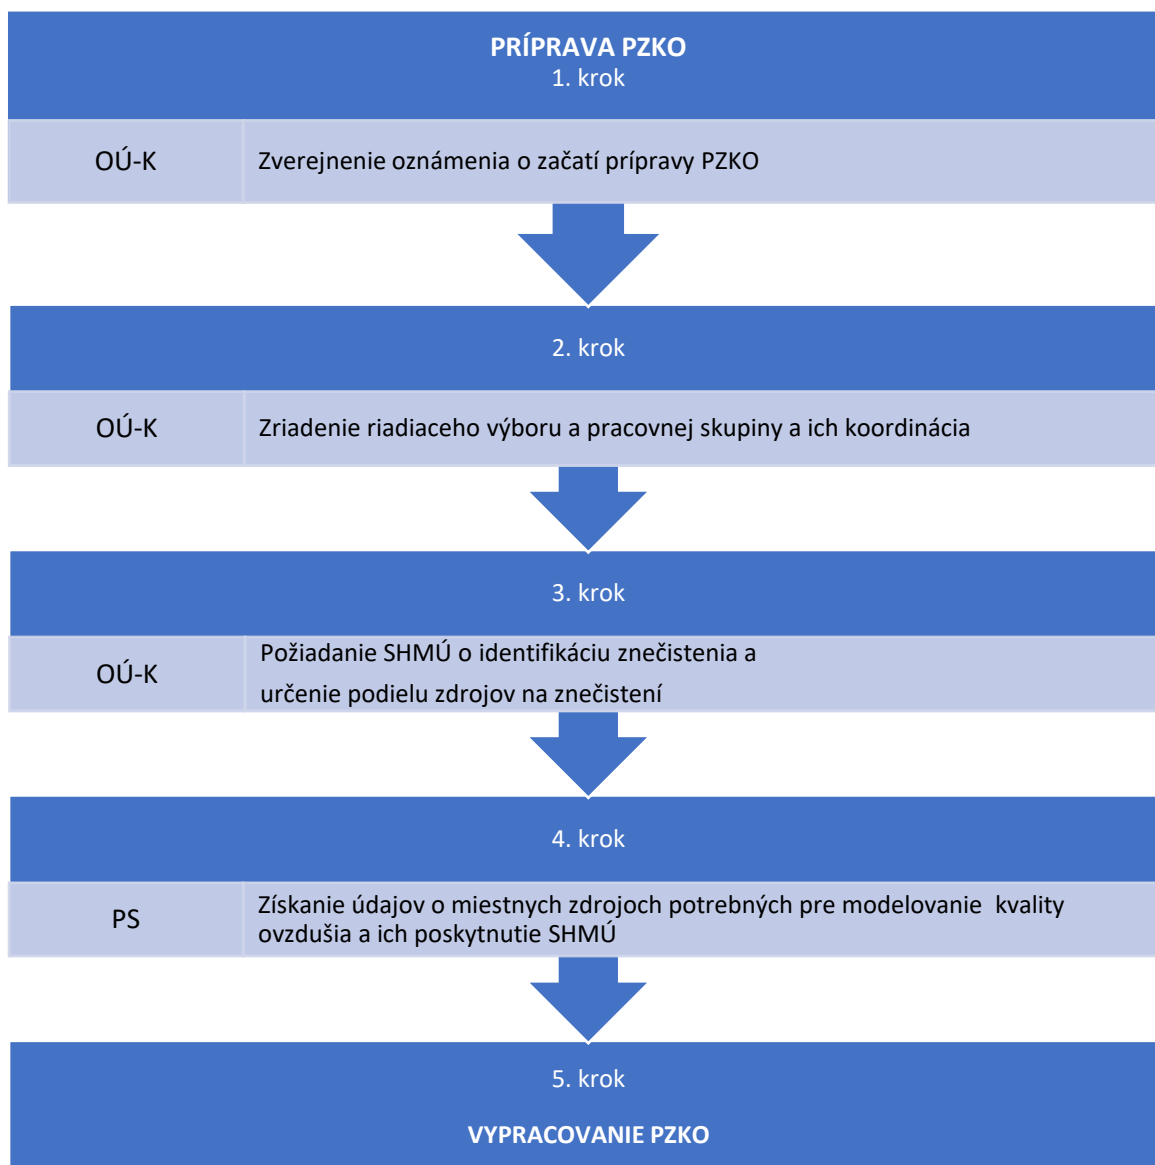 PRÍPRAVA PZKO
1. krok
OÚ-K
Zverejnenie oznámenia o začatí prípravy PZKO
2. krok
OÚ-K
Zriadenie riadiaceho výboru a pracovnej skupiny a ich koordinácia
3. krok
OÚ-K
Požiadanie SHMÚ o identifikáciu znečistenia a
určenie podielu zdrojov na znečistení
4. krok
PS
Získanie údajov o miestnych zdrojoch potrebných pre modelovanie kvality
ovzdušia a ich poskytnutie SHMÚ
5. krok
VYPRACOVANIE PZKO